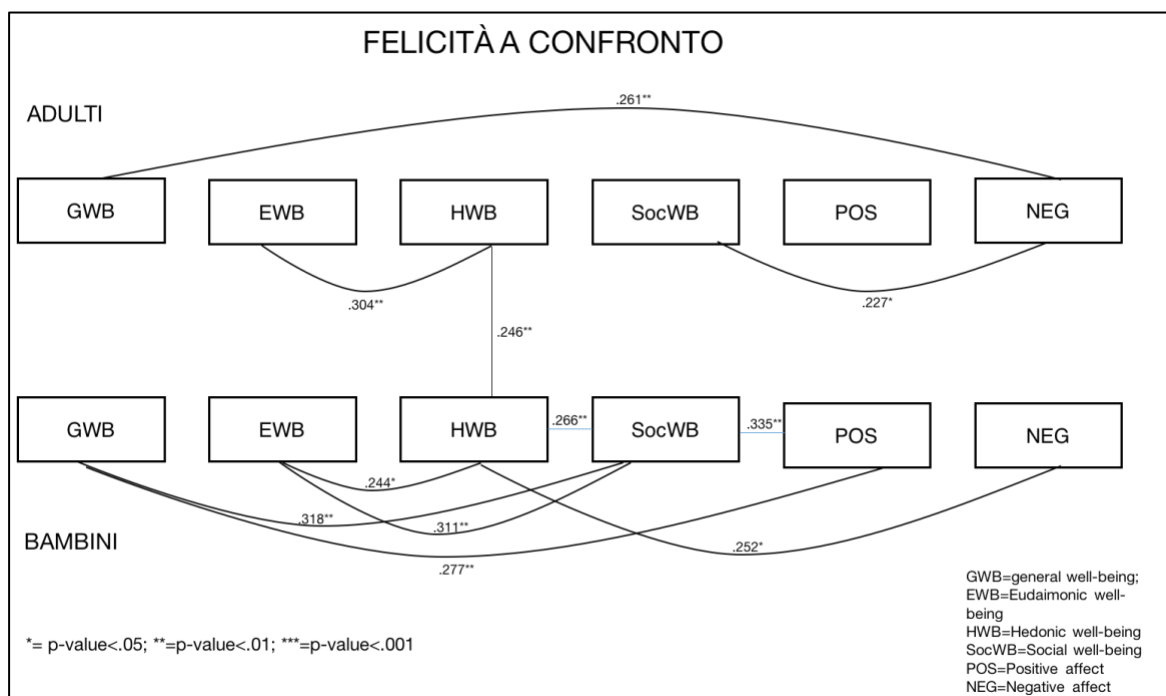 FELICITÀ A CONFRONTO
ADULTI
.261**
GWB
EWB
HWB
SocWB
POS
NEG
.304**
.227*
.246**
GWB
EWB
HWB
.266**
SocWB
.335**
POS
NEG
.244*
.318**
.311**
BAMBINI
.252*
.277**
GWB=general well-being;
EWB=Eudaimonic well-
being
HWB=Hedonic well-being
SocWB=Social well-being
POS=Positive affect
NEG=Negative affect
*= p-value<.05; **=p-value<.01; ***=p-value<.001